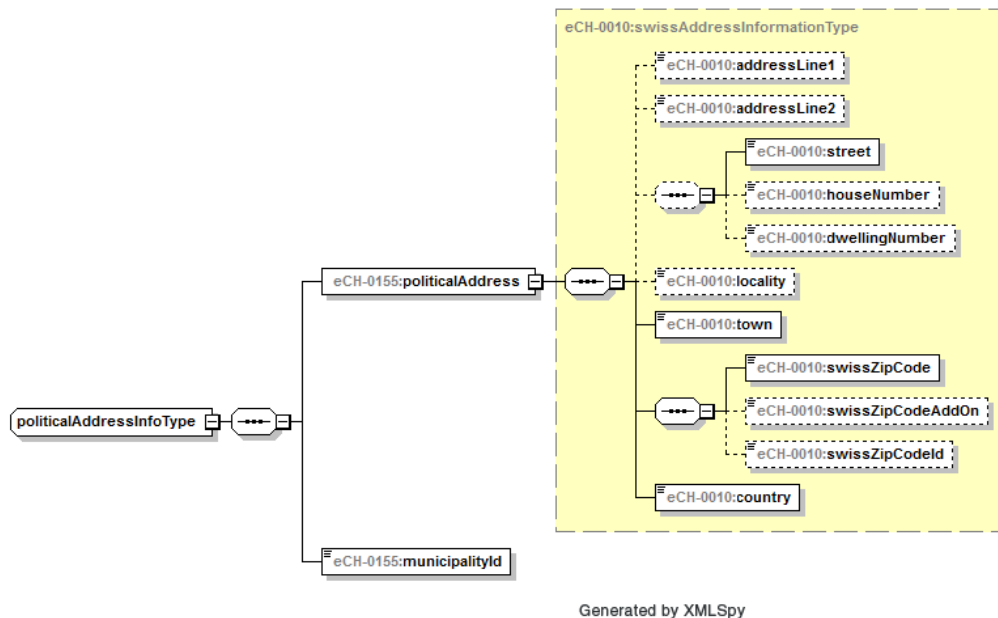 eCH-0010:swissAddressInformationType
eCH-0010:addressLine1
eCH-0010:addressLine2
eCH-0010:street
eCH-0010:houseNumber
eCH-0010:dwellingNumber
eCH-0155:politicalAddress
eCH-0010:locality
eCH-0010:town
eCH-0010:swissZipCode
politicalAddressInfoType
eCH-0010:swissZipCodeAddOn
eCH-0010:swissZipCodeId
eCH-0010:country
eCH-0155:municipalityId
Generated by XMLSpy